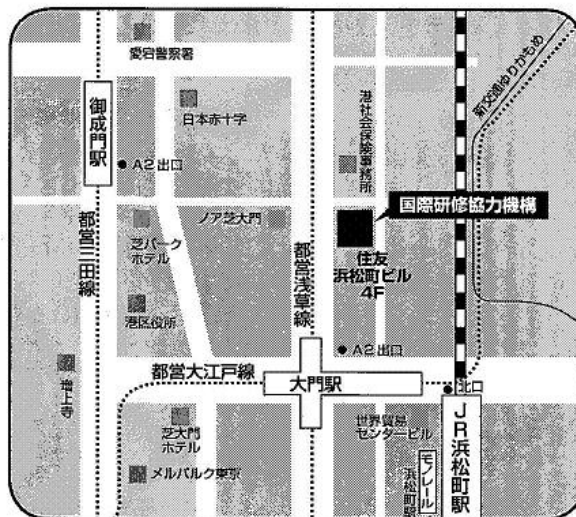 愛宕警察署
御成門駅
日本赤十字
A2出口
新交通ゆりかもめ
港社会保険事務所
国際研修協力機構
都営三田線
芝パーク
ホテル
ノア芝大門
都営浅草線
住友
浜松町ビル
4F
港区役所
A2出口
都営大江戸線
大門駅
北口
増上寺
芝大門
ホテル
世界貿易
センタービル
JR浜松町駅
メルパルク東京
モノレール
浜松町駅